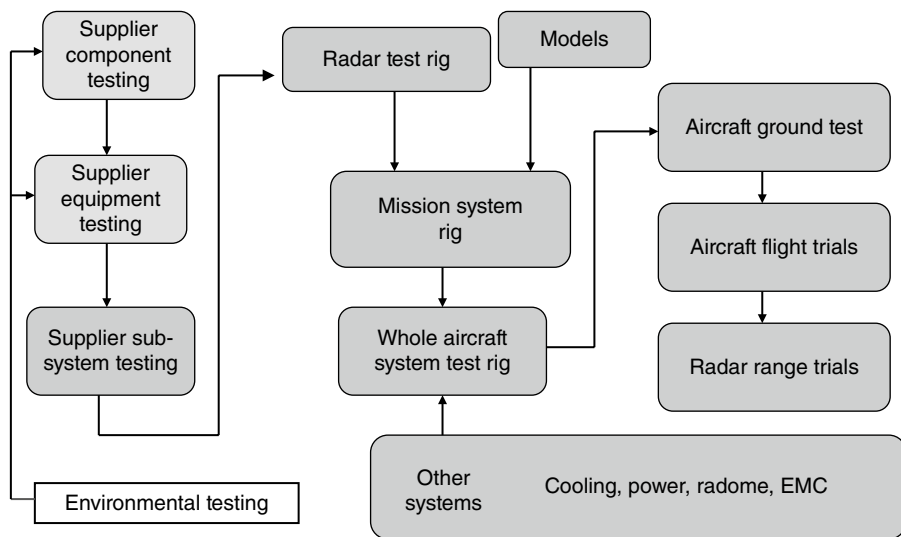 Supplier
component
testing
Supplier
equipment
testing
Supplier sub-
system testing
Environmental testing
Radar test rig
Models
Mission system
rig
Whole aircraft
system test rig
Other
systems
Cooling, power, radome, EMC
Aircraft ground test
Aircraft flight trials
Radar range trials